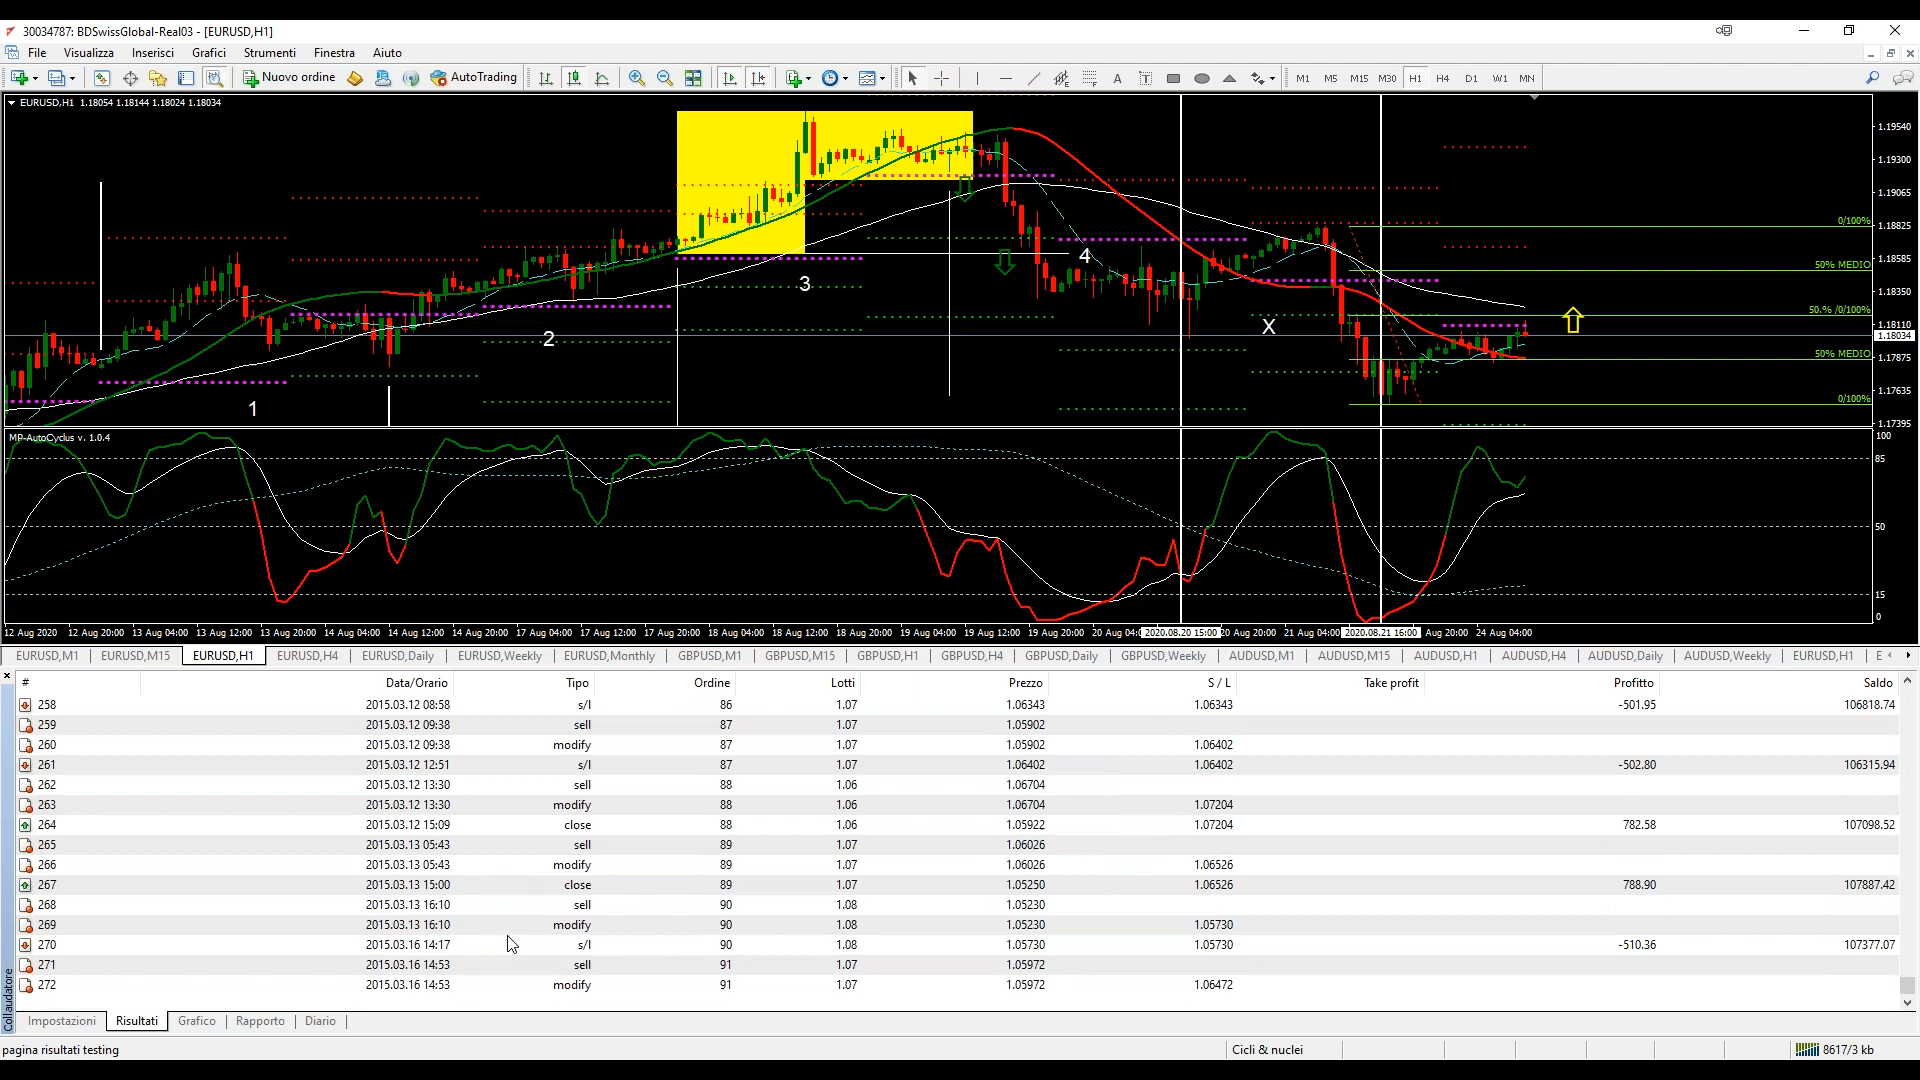 30034787: BDSwissGlobal-Real03 - [EURUSD,H1]
File Visualizza Inserisci Grafici Strumenti Finestra Aiuto
Nuovo ordine AutoTrading A T M1 M5 M15 M30 H1 H4 D1 W1 MN
EURUSD,H1 1.18054 1.18144 1.18024 1.18034
1.19540
1.19300
1.19065
0/100% 1.18825
1.18585
50% MEDIO
1.18350
50.% /0/100%
1.18110
1.18034
50% MEDIO 1.17875
1.17635
0/100%
1.17395
1
2
3
4
X
MP-AutoCyclus v. 1.0.4
100
85
50
15
0
12 Aug 2020 12 Aug 20:00 13 Aug 04:00 13 Aug 12:00 13 Aug 20:00 14 Aug 04:00 14 Aug 12:00 14 Aug 20:00 17 Aug 04:00 17 Aug 12:00 17 Aug 20:00 18 Aug 04:00 18 Aug 12:00 18 Aug 20:00 19 Aug 04:00 19 Aug 12:00 19 Aug 20:00 20 Aug 04:0 2020.08.20 15:00 20 Aug 20:00 21 Aug 04:00 2020.08.21 16:00 Aug 20:00 24 Aug 04:00
EURUSD,M1 EURUSD,M15 EURUSD,H1 EURUSD,H4 EURUSD,Daily EURUSD,Weekly EURUSD,Monthly GBPUSD,M1 GBPUSD,M15 GBPUSD,H1 GBPUSD,H4 GBPUSD,Daily GBPUSD,Weekly AUDUSD,M1 AUDUSD,M15 AUDUSD,H1 AUDUSD,H4 AUDUSD,Daily AUDUSD,Weekly EURUSD,H1 E
# Data/Orario Tipo Ordine Lotti Prezzo S / L Take profit Profitto Saldo
258 2015.03.12 08:58 s/l 86 1.07 1.06343 1.06343 -501.95 106818.74
259 2015.03.12 09:38 sell 87 1.07 1.05902
260 2015.03.12 09:38 modify 87 1.07 1.05902 1.06402
261 2015.03.12 12:51 s/l 87 1.07 1.06402 1.06402 -502.80 106315.94
262 2015.03.12 13:30 sell 88 1.06 1.06704
263 2015.03.12 13:30 modify 88 1.06 1.06704 1.07204
264 2015.03.12 15:09 close 88 1.06 1.05922 1.07204 782.58 107098.52
265 2015.03.13 05:43 sell 89 1.07 1.06026
266 2015.03.13 05:43 modify 89 1.07 1.06026 1.06526
267 2015.03.13 15:00 close 89 1.07 1.05250 1.06526 788.90 107887.42
268 2015.03.13 16:10 sell 90 1.08 1.05230
269 2015.03.13 16:10 modify 90 1.08 1.05230 1.05730
270 2015.03.16 14:17 s/l 90 1.08 1.05730 1.05730 -510.36 107377.07
271 2015.03.16 14:53 sell 91 1.07 1.05972
272 2015.03.16 14:53 modify 91 1.07 1.05972 1.06472
Collaudatore
Impostazioni Risultati Grafico Rapporto Diario
pagina risultati testing Cicli & nuclei 8617/3 kb